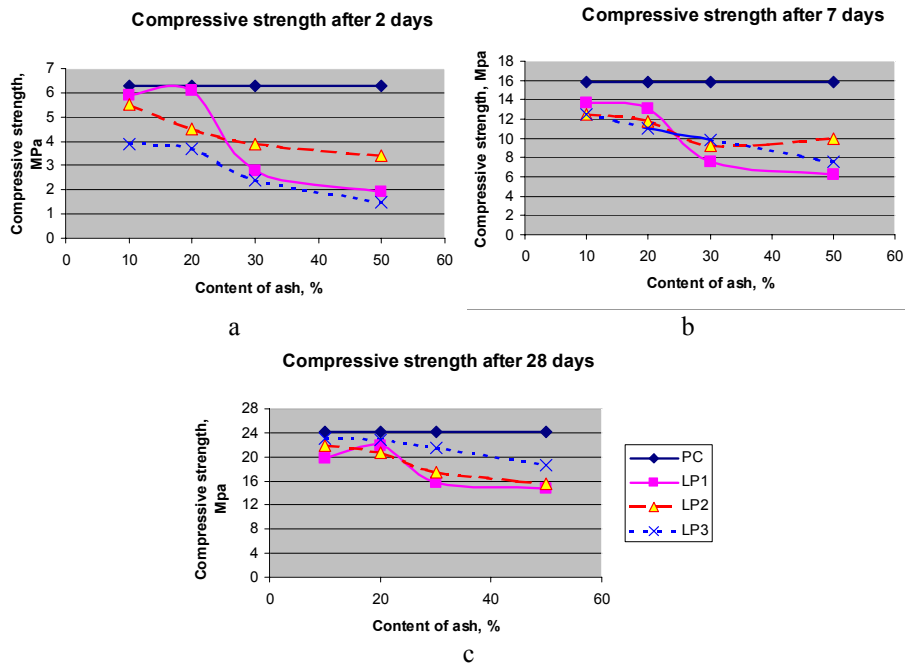 Compressive strength after 2 days
Compressive strength,
MPa
7
6
5
4
3
2
1
0
0 10 20 30 40 50 60
Content of ash, %
a
Compressive strength after 7 days
Compressive strength, Mpa
18
16
14
12
10
8
6
4
2
0
0 10 20 30 40 50 60
Content of ash, %
b
Compressive strength after 28 days
Compressive strength,
Mpa
28
24
20
16
12
8
4
0
0 20 40 60
Content of ash, %
c
PC
LP1
LP2
LP3